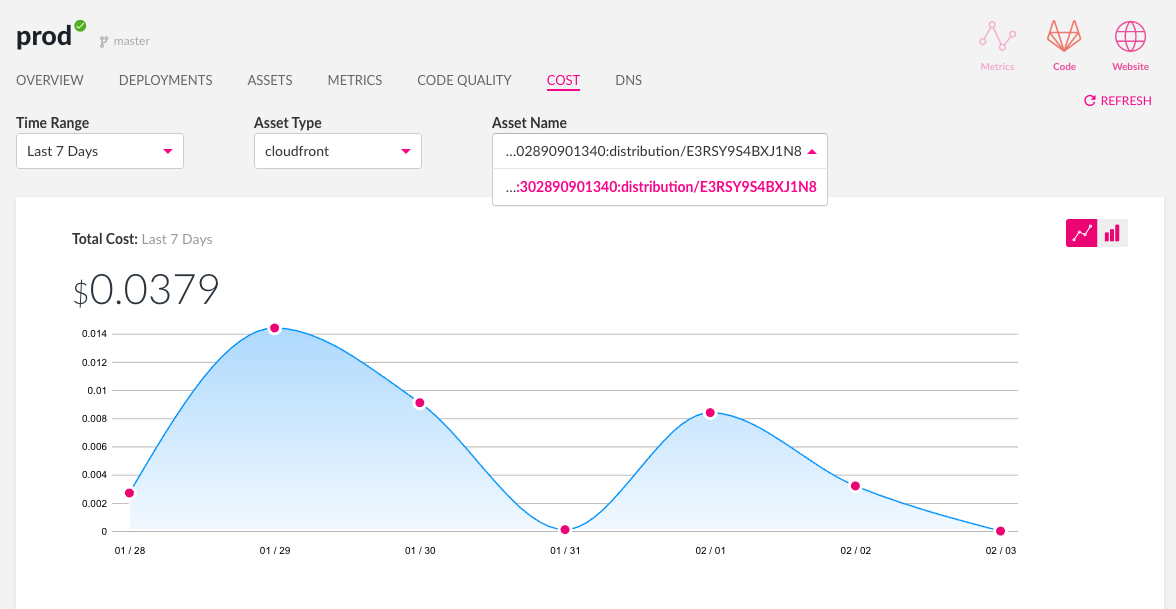 prod
master
Metrics
Code
Website
OVERVIEW DEPLOYMENTS ASSETS METRICS CODE QUALITY COST DNS
REFRESH
Time Range Asset Type Asset Name
Last 7 Days cloudfront ...02890901340:distribution/E3RSY9S4BXJ1N8
...:302890901340:distribution/E3RSY9S4BXJ1N8
Total Cost: Last 7 Days
$0.0379
0.014
0.012
0.01
0.008
0.006
0.004
0.002
0
01 / 28 01 / 29 01 / 30 01 / 31 02 / 01 02 / 02 02 / 03